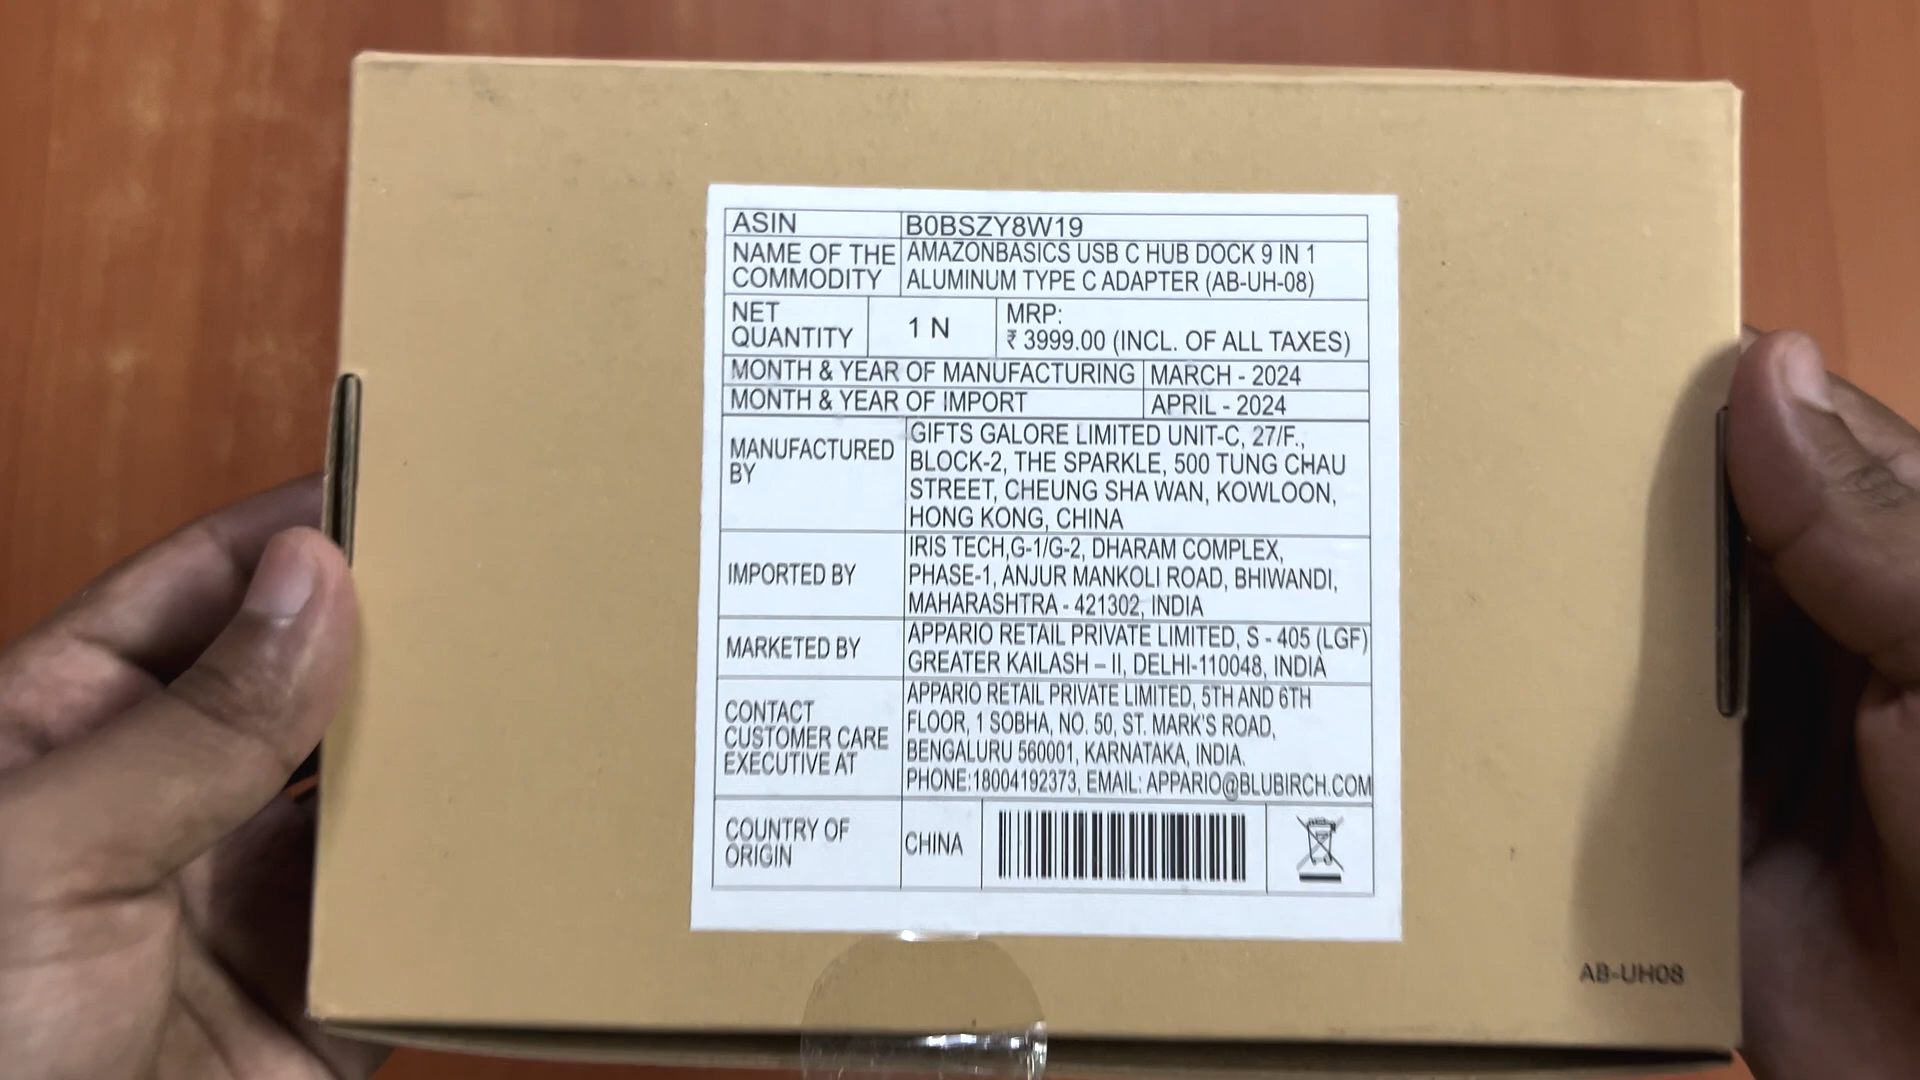 ASIN B0BSZY8W19
NAME OF THE COMMODITY AMAZONBASICS USB C HUB DOCK 9 IN 1
ALUMINUM TYPE C ADAPTER (AB-UH-08)
NET QUANTITY 1 N MRP:
₹ 3999.00 (INCL. OF ALL TAXES)
MONTH & YEAR OF MANUFACTURING MARCH - 2024
MONTH & YEAR OF IMPORT APRIL - 2024
MANUFACTURED BY
GIFTS GALORE LIMITED UNIT-C, 27/F.,
BLOCK-2, THE SPARKLE, 500 TUNG CHAU
STREET, CHEUNG SHA WAN, KOWLOON,
HONG KONG, CHINA
IMPORTED BY
IRIS TECH,G-1/G-2, DHARAM COMPLEX,
PHASE-1, ANJUR MANKOLI ROAD, BHIWANDI,
MAHARASHTRA - 421302, INDIA
MARKETED BY
APPARIO RETAIL PRIVATE LIMITED, S - 405 (LGF)
GREATER KAILASH – II, DELHI-110048, INDIA
CONTACT
CUSTOMER CARE
EXECUTIVE AT
APPARIO RETAIL PRIVATE LIMITED, 5TH AND 6TH
FLOOR, 1 SOBHA, NO. 50, ST. MARK'S ROAD,
BENGALURU 560001, KARNATAKA, INDIA.
PHONE:18004192373, EMAIL: APPARIO@BLUBIRCH.COM
COUNTRY OF
ORIGIN
CHINA
AB-UH08